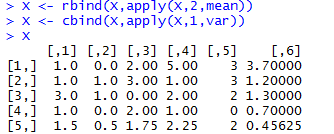 > X <- rbind(X,apply(X,2,mean))
> X <- cbind(X,apply(X,1,var))
> X
     [,1] [,2] [,3] [,4] [,5]    [,6]
[1,]  1.0  0.0 2.00 5.00    3 3.70000
[2,]  1.0  1.0 3.00 1.00    3 1.20000
[3,]  3.0  1.0 0.00 2.00    2 1.30000
[4,]  1.0  0.0 2.00 1.00    0 0.70000
[5,]  1.5  0.5 1.75 2.25    2 0.45625